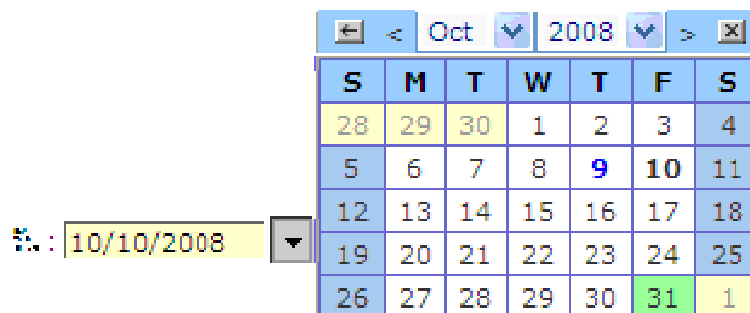 Oct 2008
S M T W T F S
28 29 30 1 2 3 4
5 6 7 8 9 10 11
12 13 14 15 16 17 18
: 10/10/2008
19 20 21 22 23 24 25
26 27 28 29 30 31 1